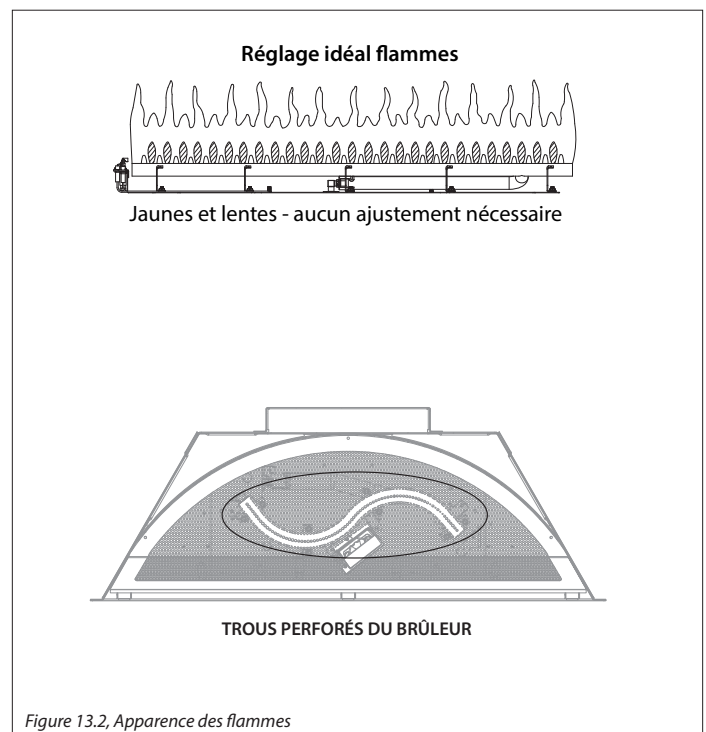 Réglage idéal flammes
Jaunes et lentes - aucun ajustement nécessaire
TROUS PERFORÉS DU BRÛLEUR
Figure 13.2, Apparence des flammes